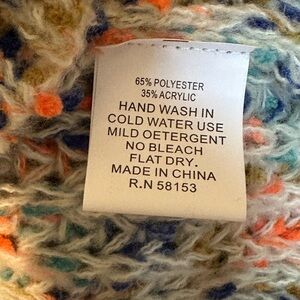 65% POLYESTER
35% ACRYLIC
HAND WASH IN
COLD WATER USE
MILD OETERGENT
NO BLEACH
FLAT DRY.
MADE IN CHINA
R.N 58153